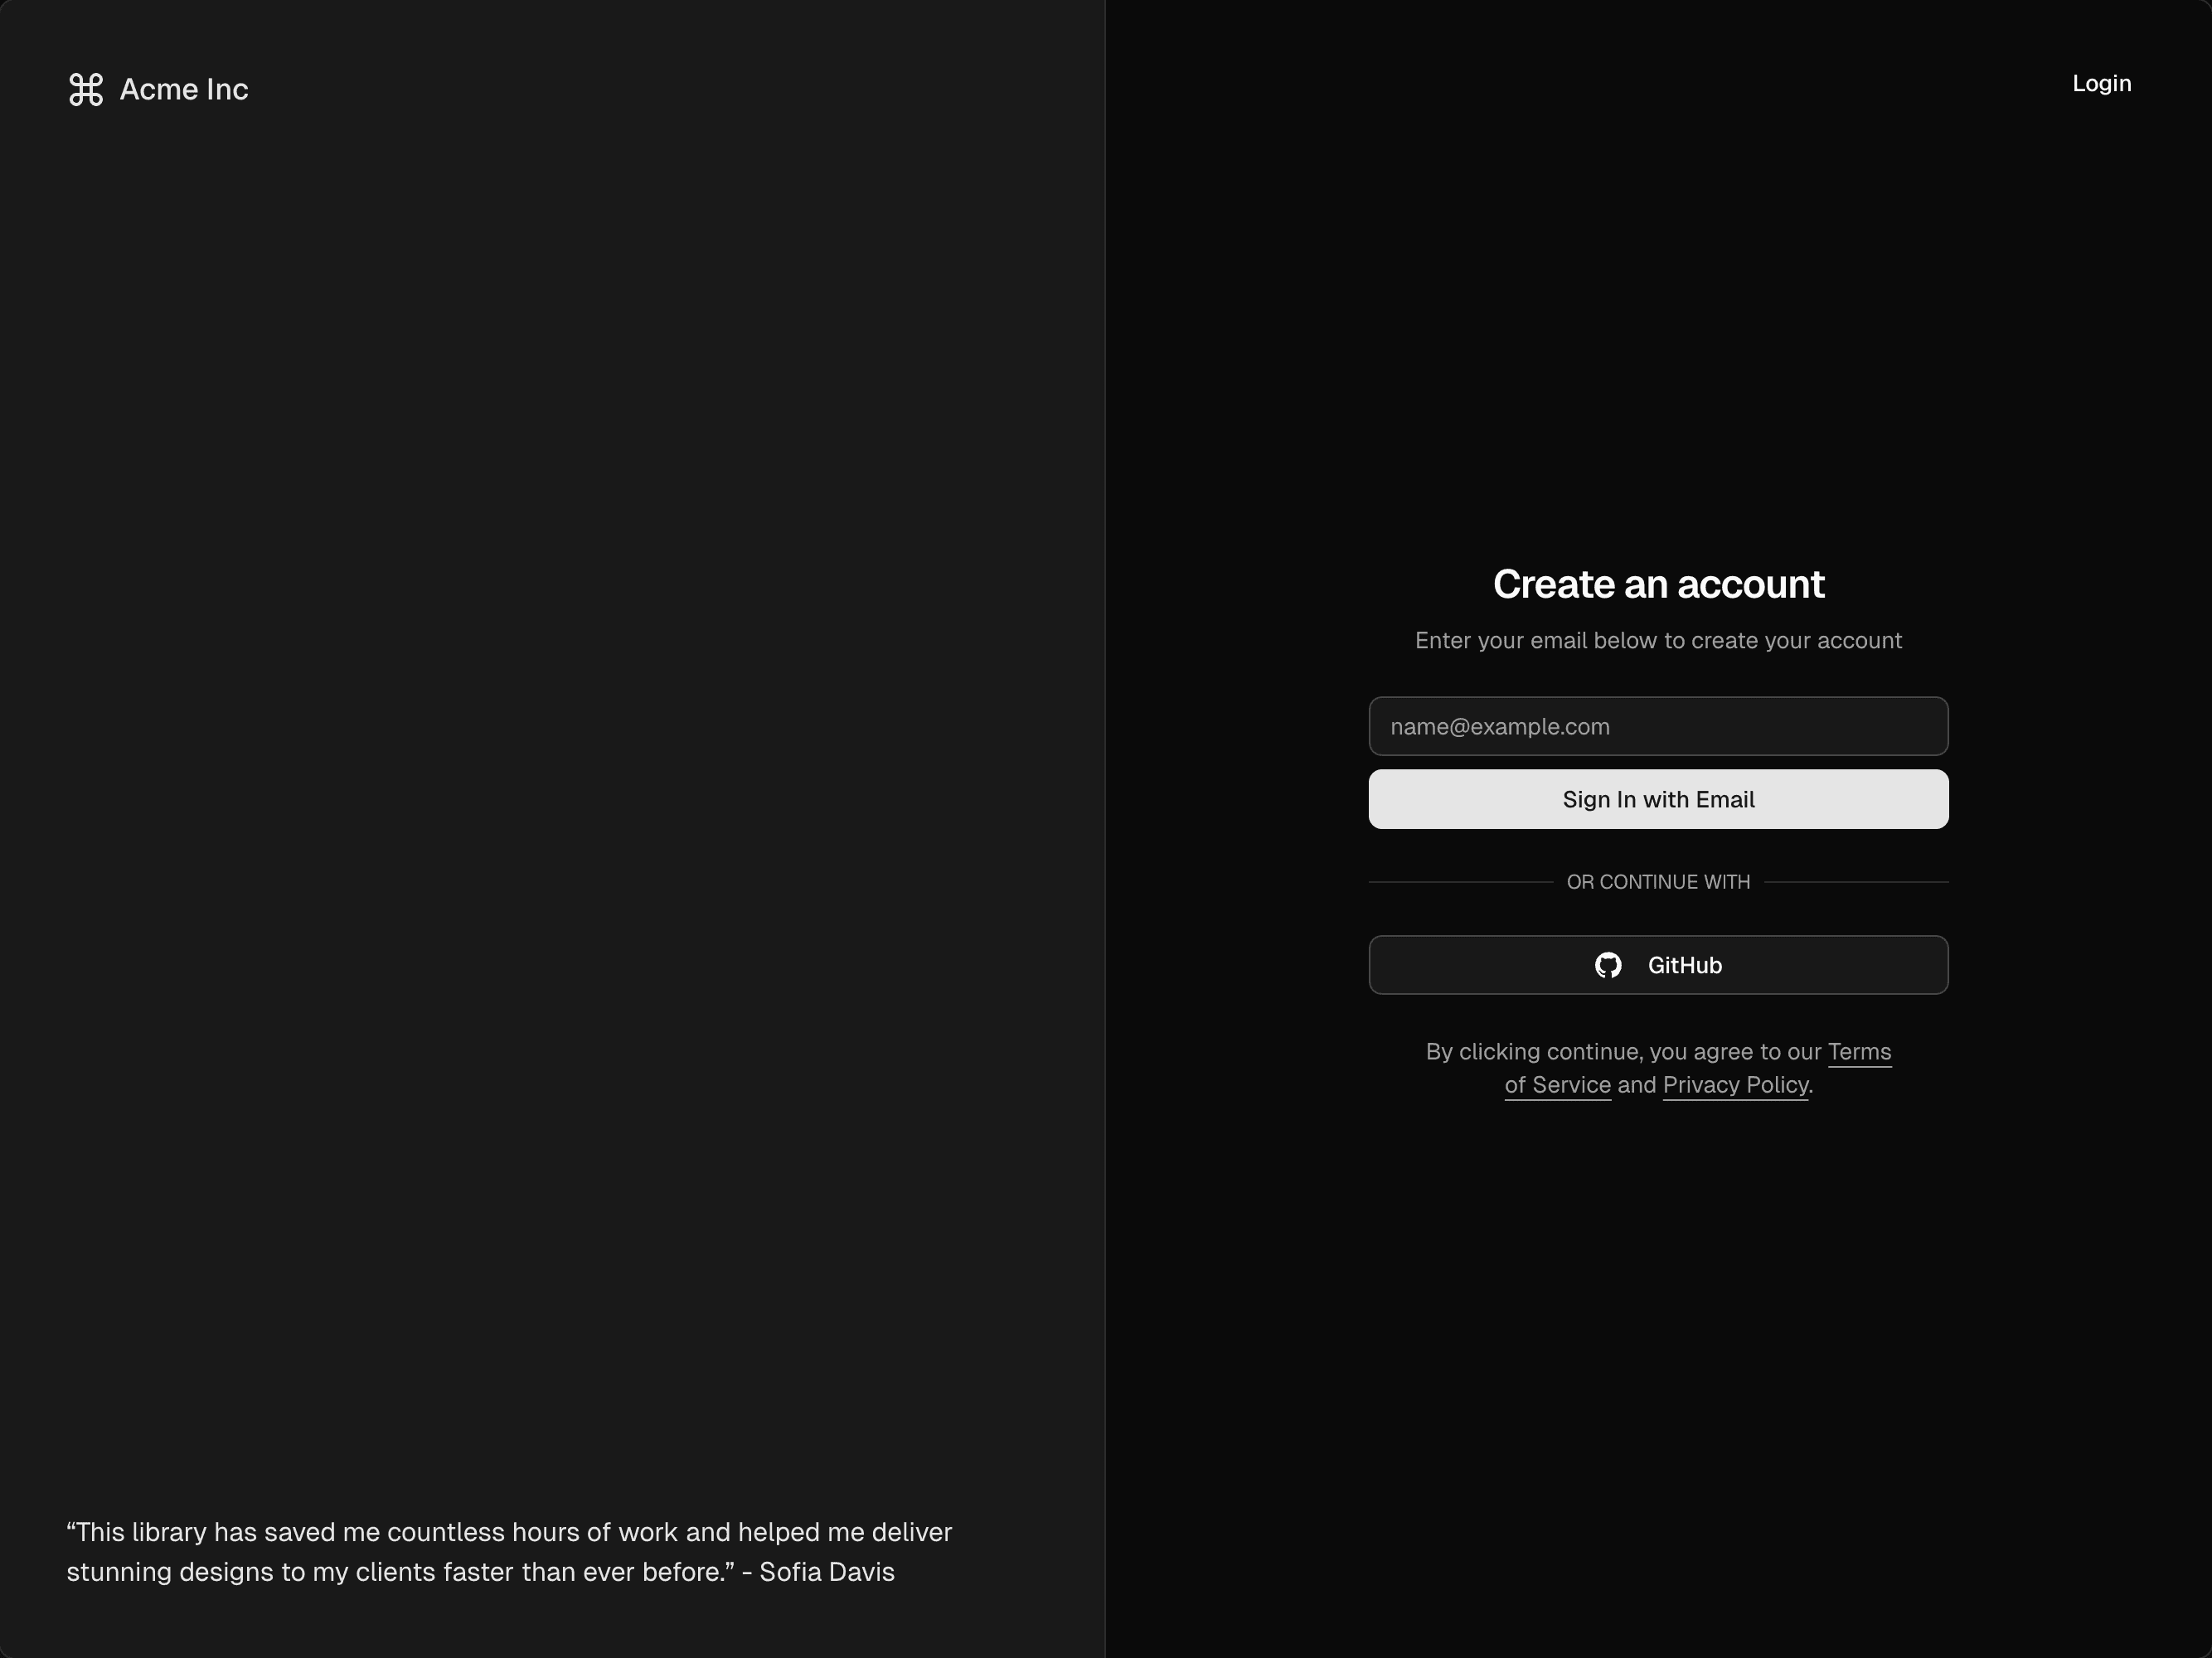 Acme Inc
Login
Create an account
Enter your email below to create your account
name@example.com
Sign In with Email
OR CONTINUE WITH
GitHub
By clicking continue, you agree to our Terms
of Service and Privacy Policy.
“This library has saved me countless hours of work and helped me deliver
stunning designs to my clients faster than ever before.” - Sofia Davis